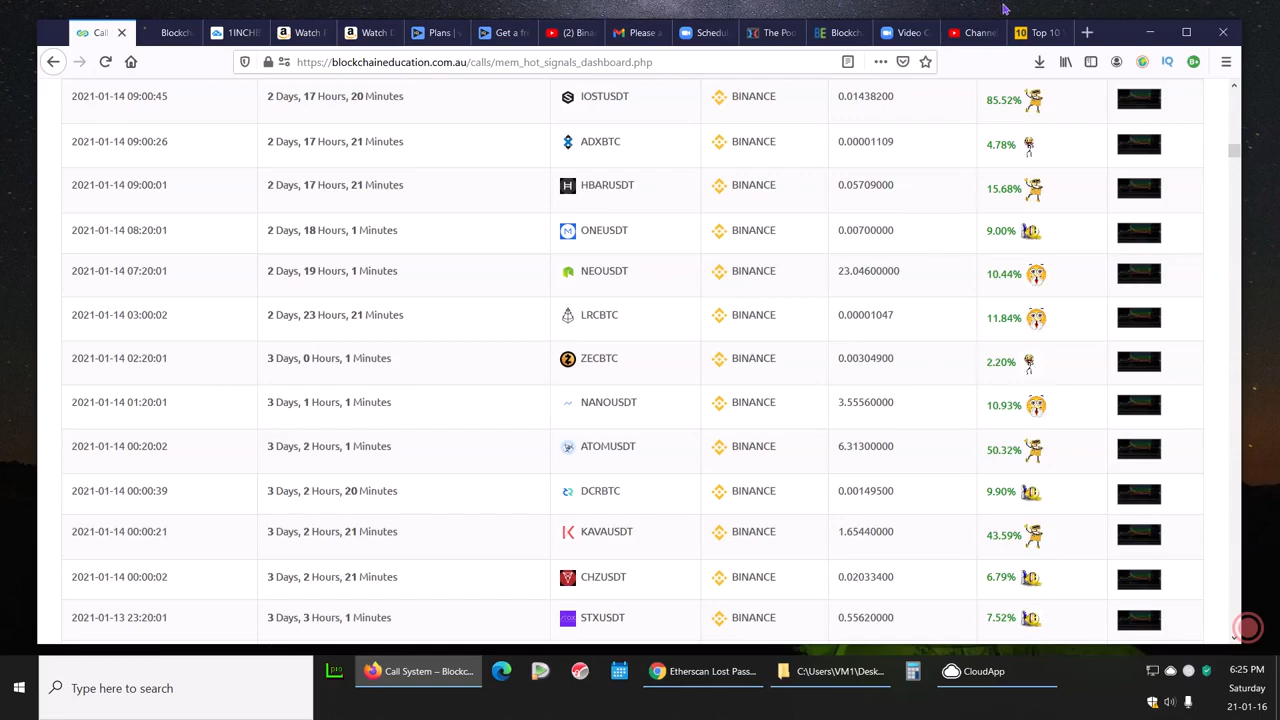 Call
Blockch
1INCHE
Watch D
Watch D
Plans |
Get a fre
(2) Binan
Please a
Schedul
The Pod
Blockch
Video C
Channel
Top 10
https://blockchaineducation.com.au/calls/mem_hot_signals_dashboard.php
2021-01-14 09:00:45 2 Days, 17 Hours, 20 Minutes IOSTUSDT BINANCE 0.01438200 85.52%
2021-01-14 09:00:26 2 Days, 17 Hours, 21 Minutes ADXBTC BINANCE 0.00001109 4.78%
2021-01-14 09:00:01 2 Days, 17 Hours, 21 Minutes HBARUSDT BINANCE 0.05709000 15.68%
2021-01-14 08:20:01 2 Days, 18 Hours, 1 Minutes ONEUSDT BINANCE 0.00700000 9.00%
2021-01-14 07:20:01 2 Days, 19 Hours, 1 Minutes NEOUSDT BINANCE 23.04600000 10.44%
2021-01-14 03:00:02 2 Days, 23 Hours, 21 Minutes LRCBTC BINANCE 0.00001047 11.84%
2021-01-14 02:20:01 3 Days, 0 Hours, 1 Minutes ZECBTC BINANCE 0.00304900 2.20%
2021-01-14 01:20:01 3 Days, 1 Hours, 1 Minutes NANOUSDT BINANCE 3.55560000 10.93%
2021-01-14 00:20:02 3 Days, 2 Hours, 1 Minutes ATOMUSDT BINANCE 6.31300000 50.32%
2021-01-14 00:00:39 3 Days, 2 Hours, 20 Minutes DCRBTC BINANCE 0.00149500 9.90%
2021-01-14 00:00:21 3 Days, 2 Hours, 21 Minutes KAVAUSDT BINANCE 1.65440000 43.59%
2021-01-14 00:00:02 3 Days, 2 Hours, 21 Minutes CHZUSDT BINANCE 0.02033400 6.79%
2021-01-13 23:20:01 3 Days, 3 Hours, 1 Minutes STXUSDT BINANCE 0.55620000 7.52%
Call System – Blockc...
Etherscan Lost Pass...
C:\Users\VM1\Desk...
CloudApp
6:25 PM
Type here to search
Saturday
21-01-16